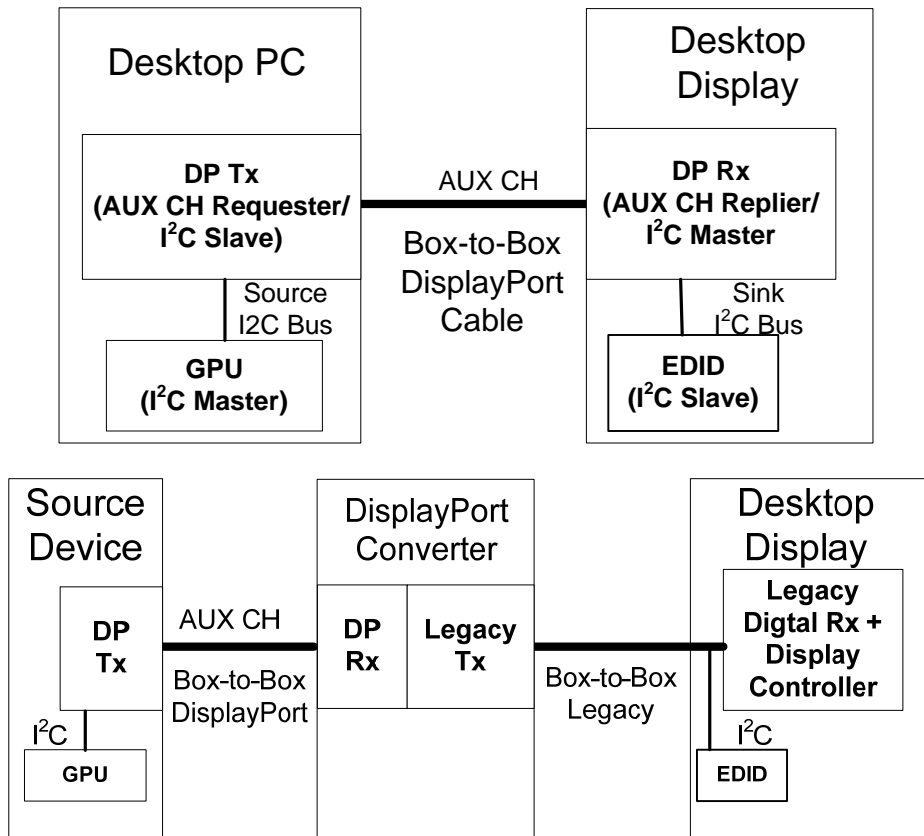 Desktop PC
DP Tx
(AUX CH Requester/
I²C Slave)
Source
I2C Bus
GPU
(I²C Master)
AUX CH
Box-to-Box
DisplayPort
Cable
Desktop
Display
DP Rx
(AUX CH Replier/
I²C Master
Sink
I²C Bus
EDID
(I²C Slave)
Source
Device
DP
Tx
I²C
GPU
AUX CH
Box-to-Box
DisplayPort
DisplayPort
Converter
DP
Rx
Legacy
Tx
Box-to-Box
Legacy
Desktop
Display
Legacy
Digtal Rx +
Display
Controller
I²C
EDID